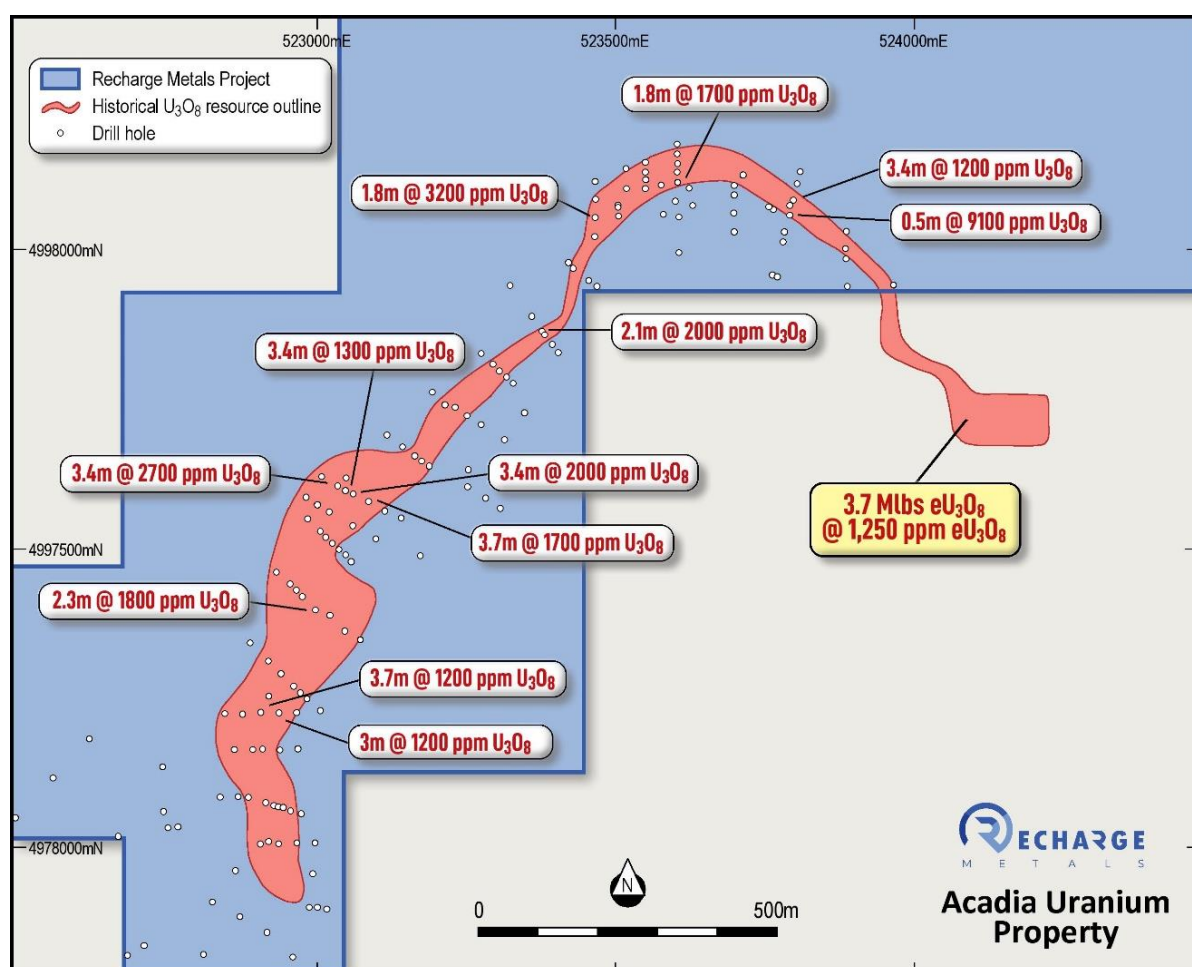 523000mE
523500mE
524000mE
Recharge Metals Project
Historical U₃O₈ resource outline
Drill hole
1.8m @ 1700 ppm U₃O₈
3.4m @ 1200 ppm U₃O₈
1.8m @ 3200 ppm U₃O₈
0.5m @ 9100 ppm U₃O₈
4998000mN
2.1m @ 2000 ppm U₃O₈
3.4m @ 1300 ppm U₃O₈
3.4m @ 2700 ppm U₃O₈
3.4m @ 2000 ppm U₃O₈
3.7 Mlbs eU₃O₈
@ 1,250 ppm eU₃O₈
3.7m @ 1700 ppm U₃O₈
4997500mN
2.3m @ 1800 ppm U₃O₈
3.7m @ 1200 ppm U₃O₈
3m @ 1200 ppm U₃O₈
4978000mN
RECHARGE
METALS
N
0
500m
Acadia Uranium
Property